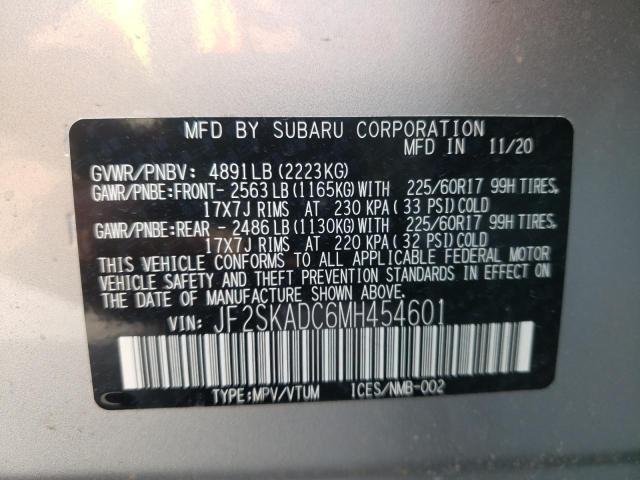 MFD BY SUBARU CORPORATION
MFD IN 11/20
GVWR/PNBV: 4891LB (2223KG)
GAWR/PNBE:FRONT- 2563 LB (1165KG)WITH 225/60R17 99H TIRES,
17X7J RIMS AT 230 KPA (33 PSI)COLD
GAWR/PNBE:REAR - 2486 LB (1130KG)WITH 225/60R17 99H TIRES,
17X7J RIMS AT 220 KPA (32 PSI)COLD
THIS VEHICLE CONFORMS TO ALL APPLICABLE FEDERAL MOTOR
VEHICLE SAFETY AND THEFT PREVENTION STANDARDS IN EFFECT ON
THE DATE OF MANUFACTURE SHOWN ABOVE.
VIN: JF2SKADC6MH454601
TYPE:MPV/VTUM ICES/NMB-002